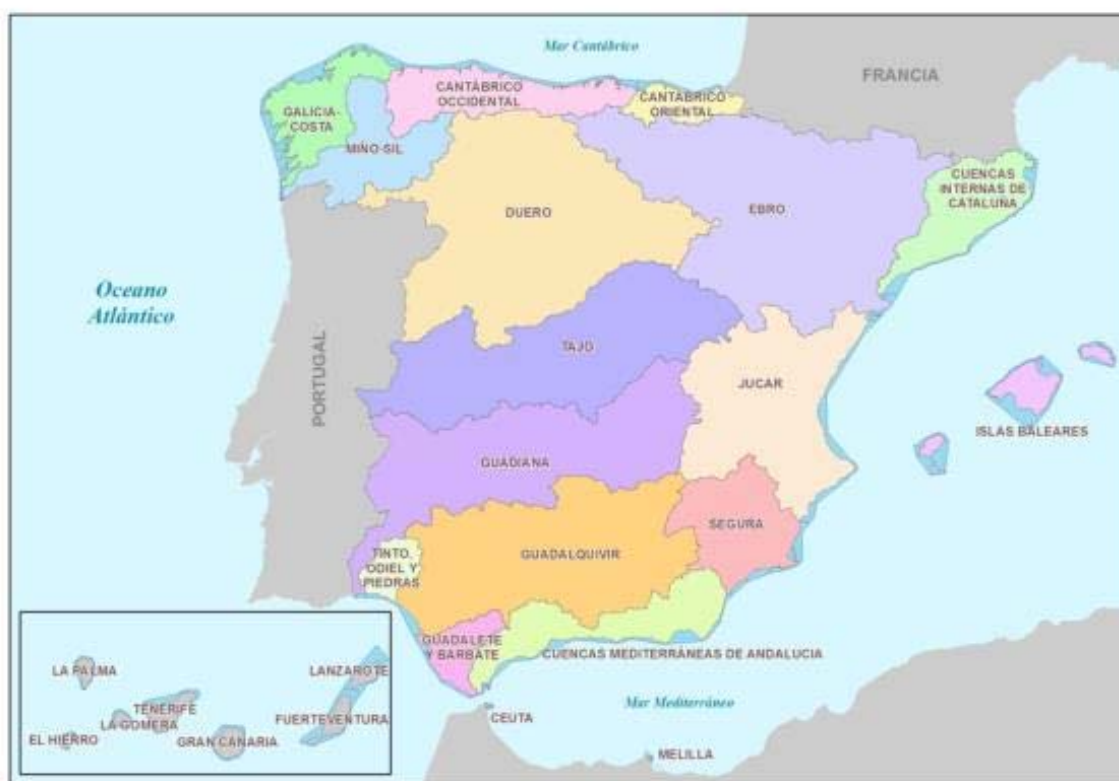 Mar Cantábrico
FRANCIA
CANTÁBRICO
OCCIDENTAL
CANTÁBRICO
ORIENTAL
GALICIA-
COSTA
MIÑO-SIL
CUENCAS
INTERNAS DE
CATALUÑA
DUERO
EBRO
Oceano
Atlántico
TAJO
PORTUGAL
JUCAR
ISLAS BALEARES
GUADIANA
SEGURA
GUADALQUIVIR
TINTO,
ODIEL Y
PIEDRAS
GUADALETE
Y BARBATE
CUENCAS MEDITERRÁNEAS DE ANDALUCIA
Mar Mediterráneo
CEUTA
MELILLA
LA PALMA
LANZAROTE
TENERIFE
LA GOMERA
FUERTEVENTURA
EL HIERRO
GRAN CANARIA